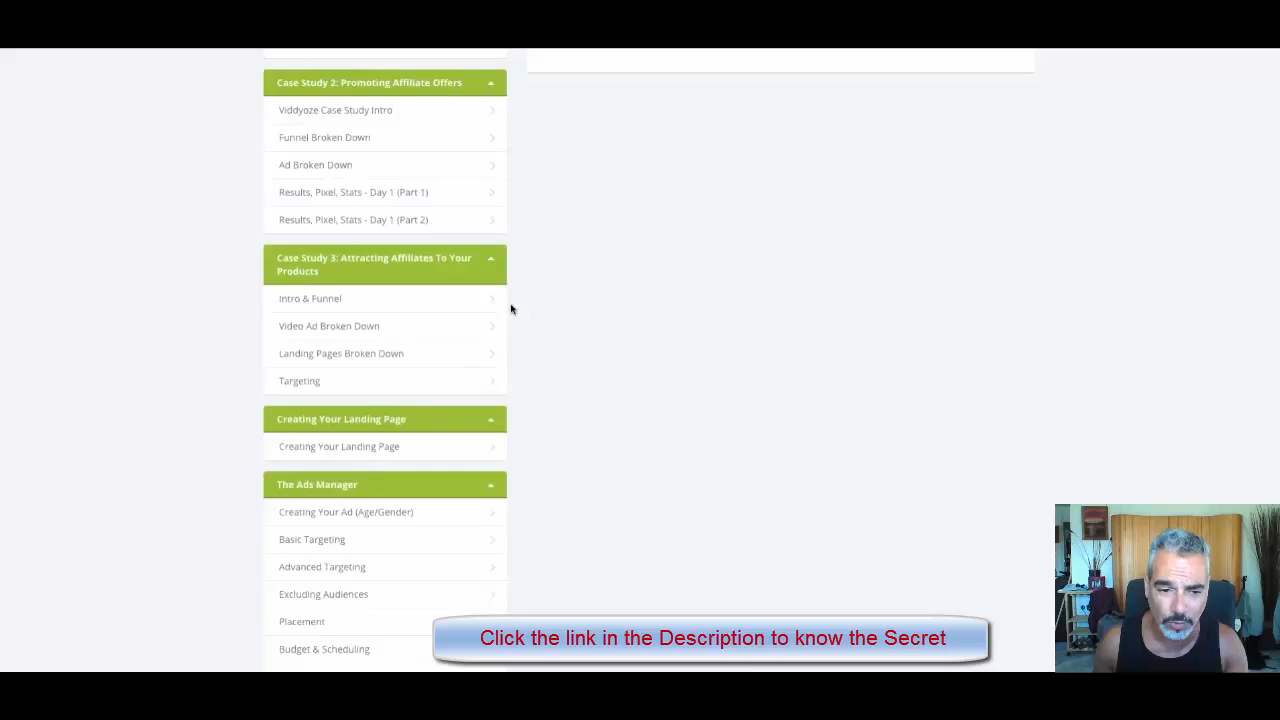 Case Study 2: Promoting Affiliate Offers
Viddyoze Case Study Intro
Funnel Broken Down
Ad Broken Down
Results, Pixel, Stats - Day 1 (Part 1)
Results, Pixel, Stats - Day 1 (Part 2)
Case Study 3: Attracting Affiliates To Your
Products
Intro & Funnel
Video Ad Broken Down
Landing Pages Broken Down
Targeting
Creating Your Landing Page
Creating Your Landing Page
The Ads Manager
Creating Your Ad (Age/Gender)
Basic Targeting
Advanced Targeting
Excluding Audiences
Placement
Budget & Scheduling
Click the link in the Description to know the Secret